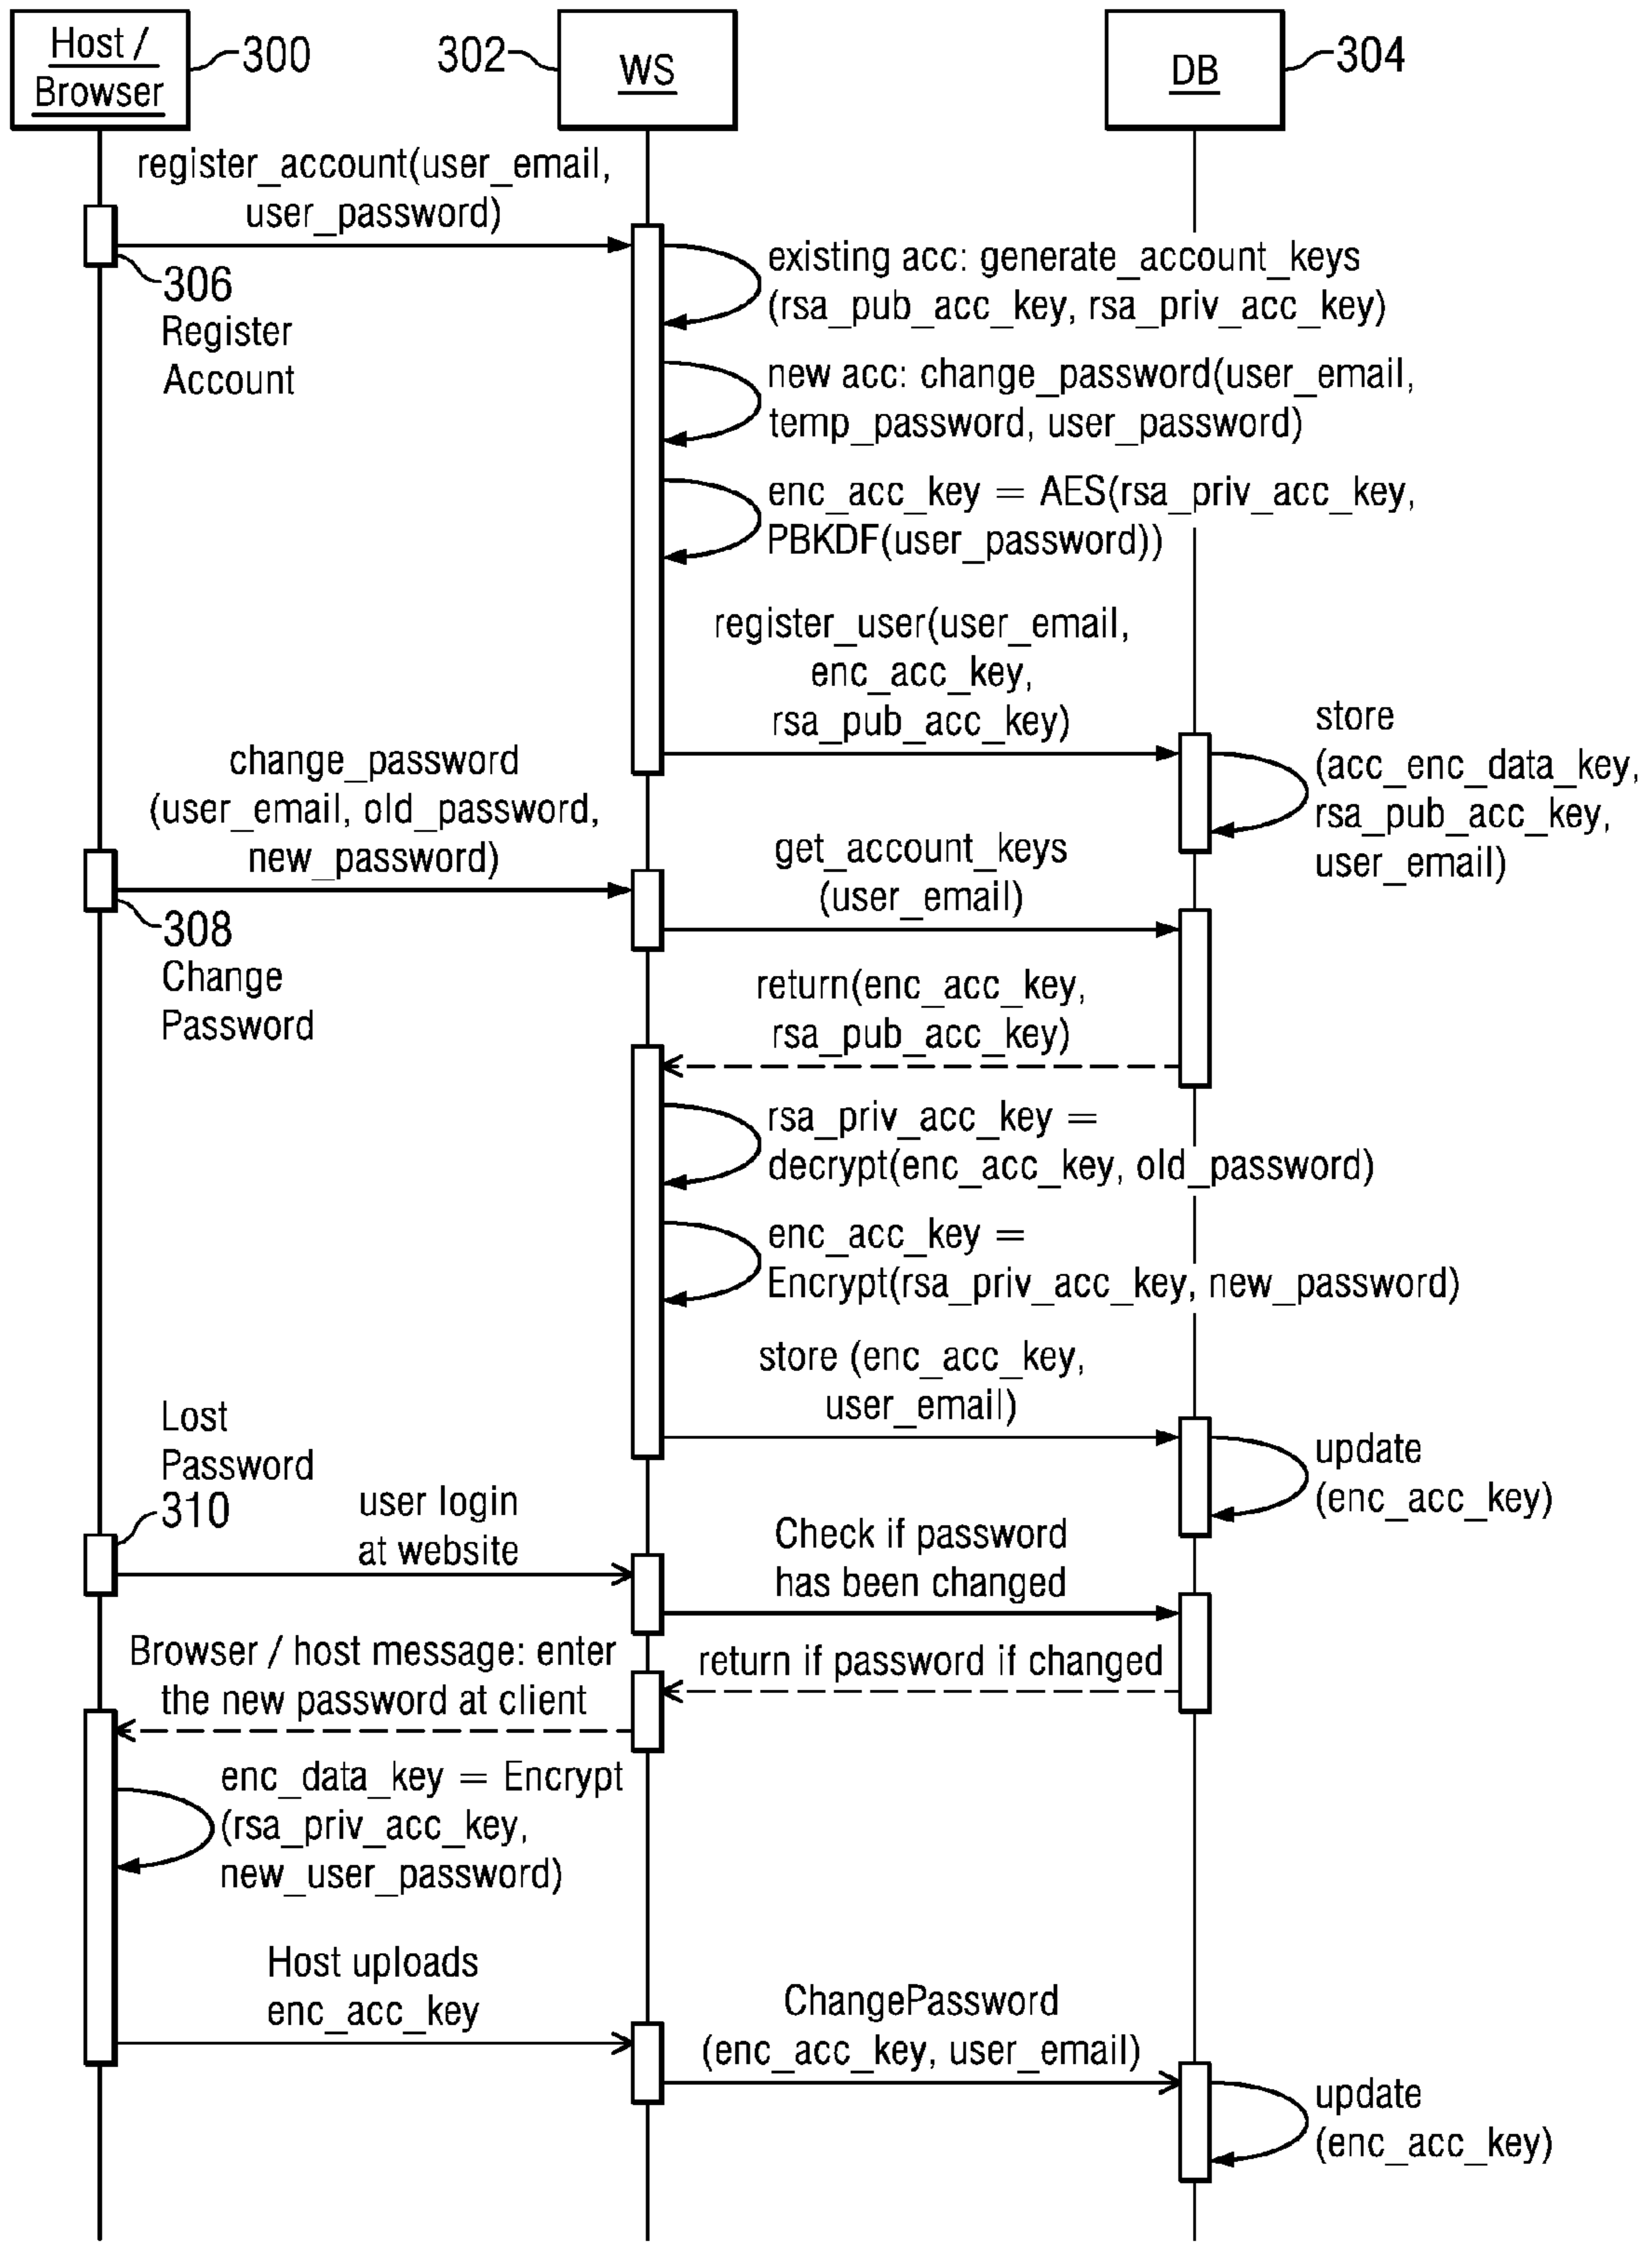 Host /
Browser
300
302
WS
DB
304
register_account(user_email,
user_password)
306
Register
Account
existing acc: generate_account_keys
(rsa_pub_acc_key, rsa_priv_acc_key)
new acc: change_password(user_email,
temp_password, user_password)
enc_acc_key = AES(rsa_priv_acc_key,
PBKDF(user_password))
register_user(user_email,
enc_acc_key,
rsa_pub_acc_key)
store
(acc_enc_data_key,
rsa_pub_acc_key,
user_email)
change_password
(user_email, old_password,
new_password)
308
Change
Password
get_account_keys
(user_email)
return(enc_acc_key,
rsa_pub_acc_key)
rsa_priv_acc_key =
decrypt(enc_acc_key, old_password)
enc_acc_key =
Encrypt(rsa_priv_acc_key, new_password)
store (enc_acc_key,
user_email)
update
(enc_acc_key)
Lost
Password
310
user login
at website
Check if password
has been changed
return if password if changed
Browser / host message: enter
the new password at client
enc_data_key = Encrypt
(rsa_priv_acc_key,
new_user_password)
Host uploads
enc_acc_key
ChangePassword
(enc_acc_key, user_email)
update
(enc_acc_key)